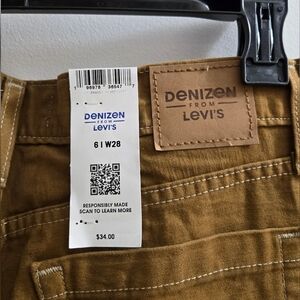 DENIZEN
FROM
LEVI'S
6 | W28
RESPONSIBLY MADE
SCAN TO LEARN MORE
$34.00
DENIZEN
FROM
LEVI'S